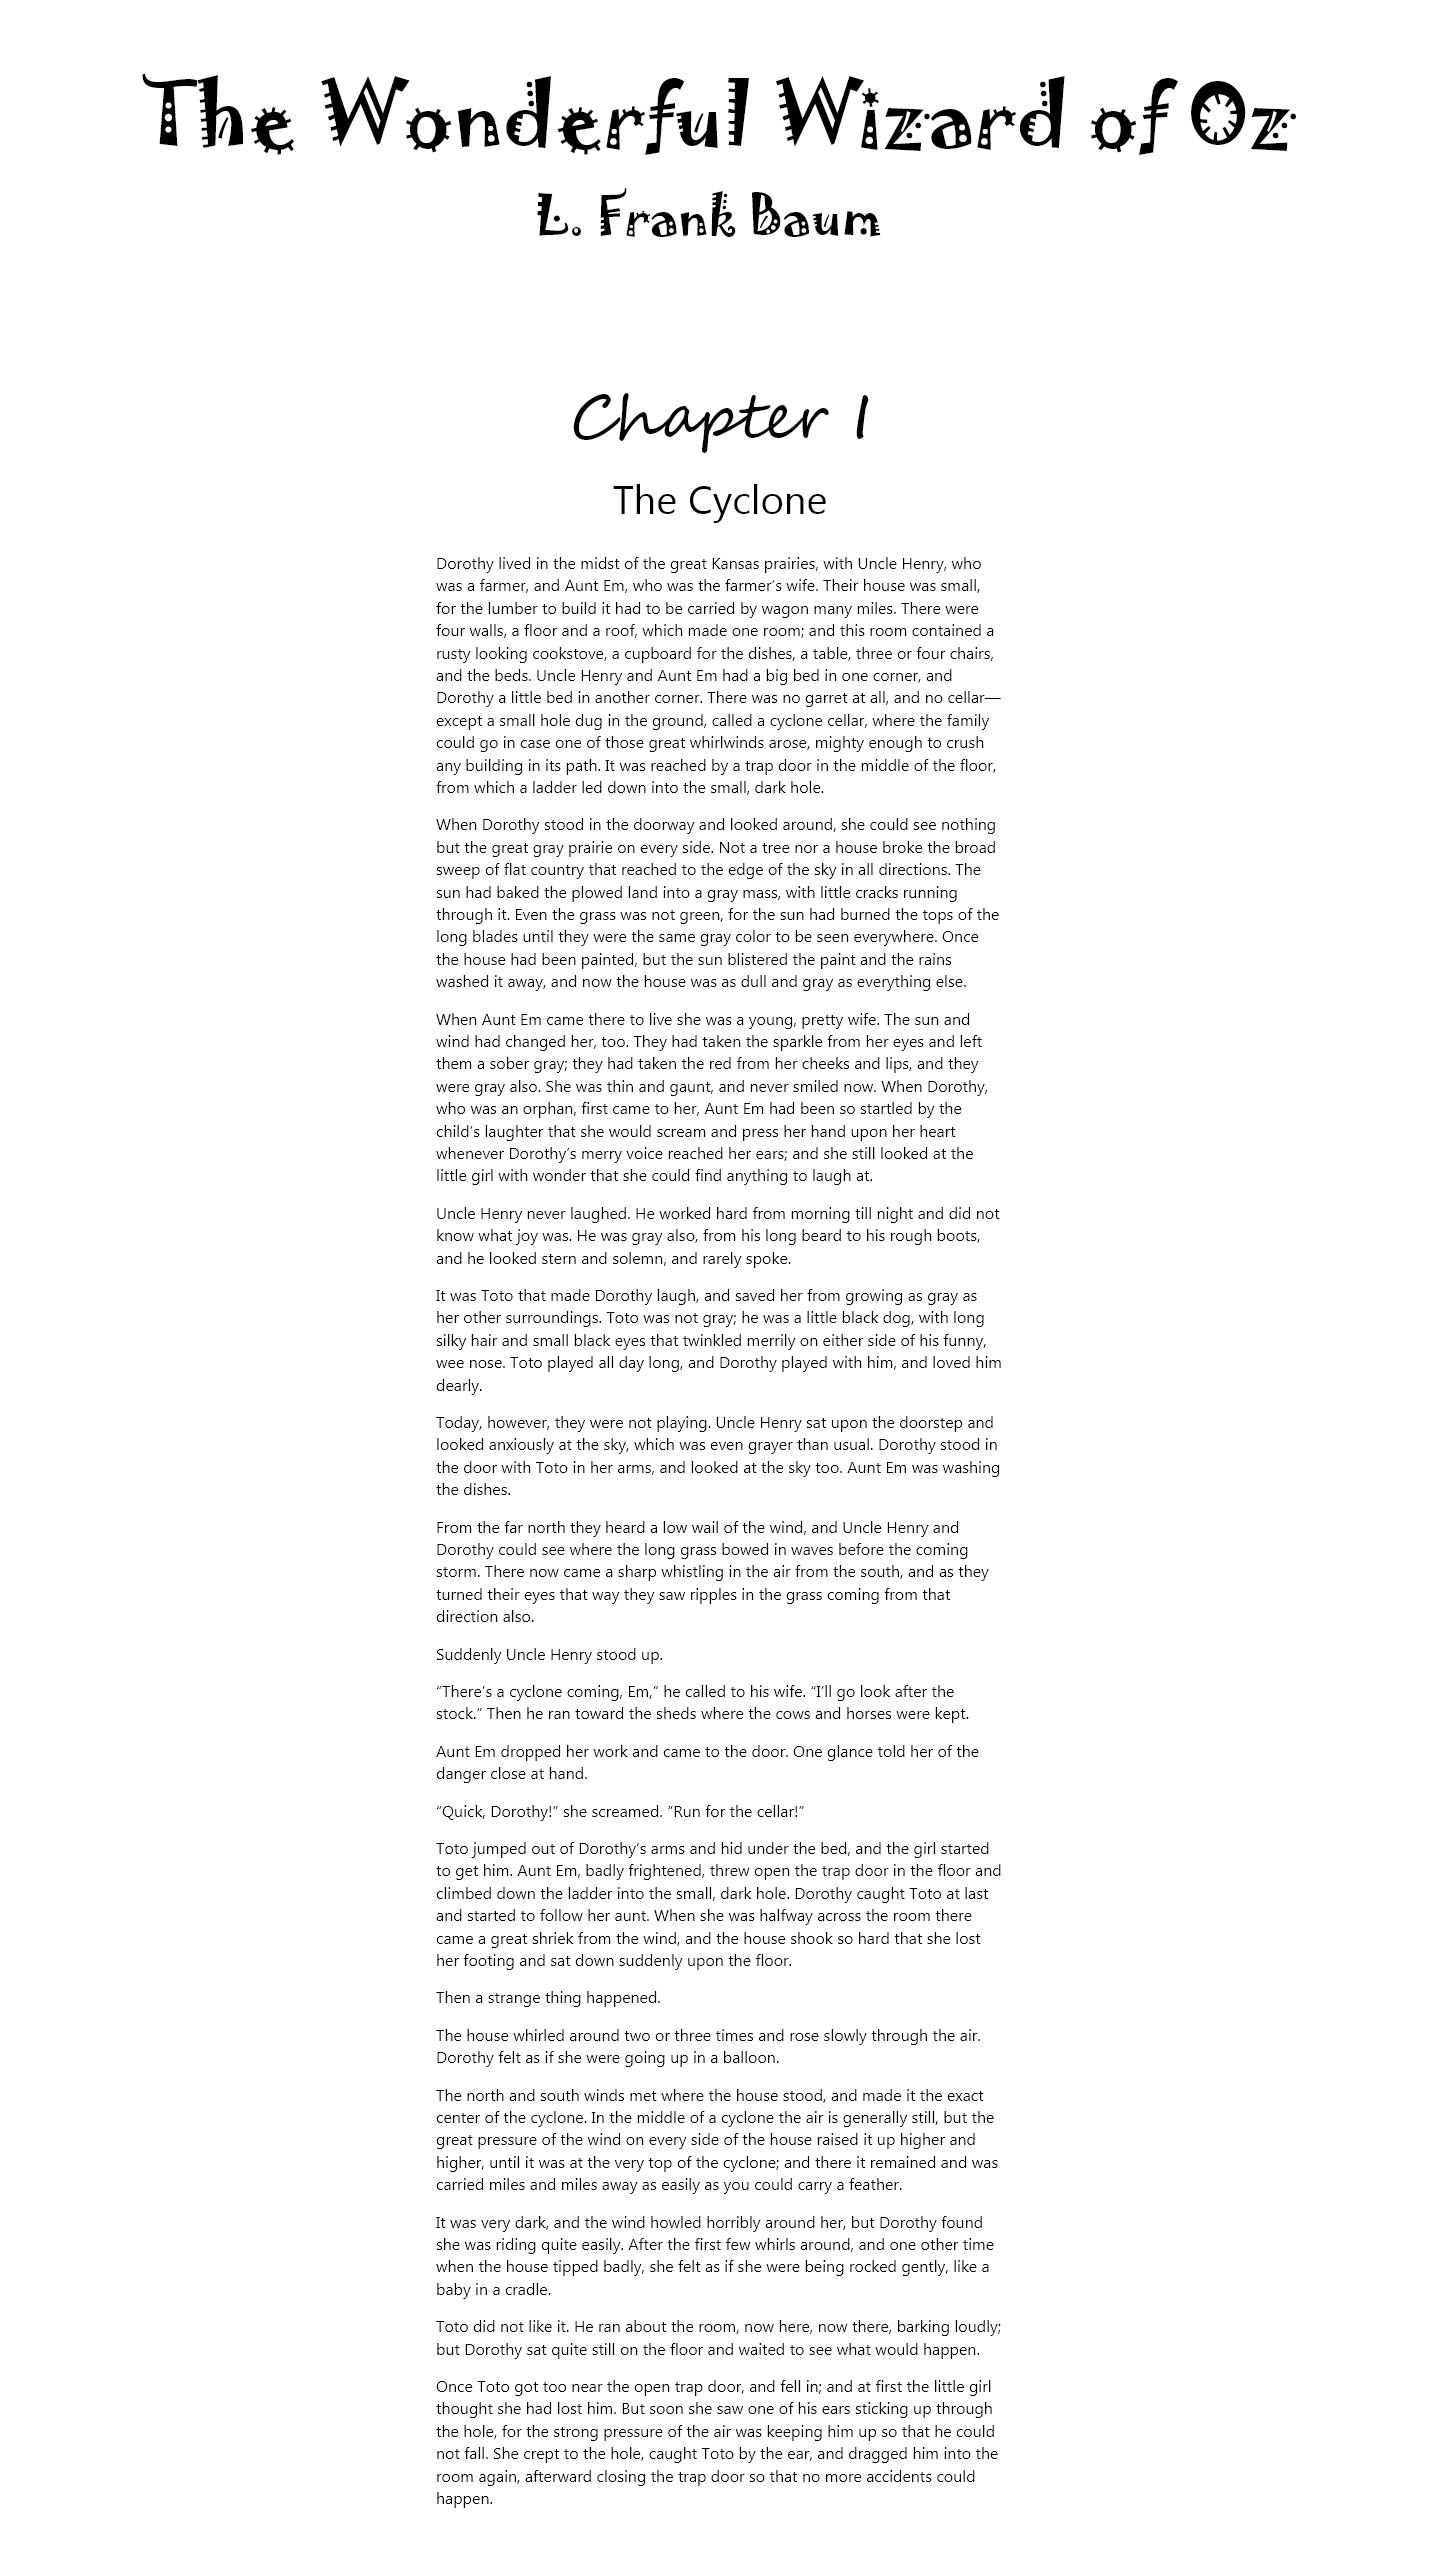 The Wonderful Wizard of Oz
L. Frank Baum
Chapter I
The Cyclone
Dorothy lived in the midst of the great Kansas prairies, with Uncle Henry, who
was a farmer, and Aunt Em, who was the farmer’s wife. Their house was small,
for the lumber to build it had to be carried by wagon many miles. There were
four walls, a floor and a roof, which made one room; and this room contained a
rusty looking cookstove, a cupboard for the dishes, a table, three or four chairs,
and the beds. Uncle Henry and Aunt Em had a big bed in one corner, and
Dorothy a little bed in another corner. There was no garret at all, and no cellar—
except a small hole dug in the ground, called a cyclone cellar, where the family
could go in case one of those great whirlwinds arose, mighty enough to crush
any building in its path. It was reached by a trap door in the middle of the floor,
from which a ladder led down into the small, dark hole.
When Dorothy stood in the doorway and looked around, she could see nothing
but the great gray prairie on every side. Not a tree nor a house broke the broad
sweep of flat country that reached to the edge of the sky in all directions. The
sun had baked the plowed land into a gray mass, with little cracks running
through it. Even the grass was not green, for the sun had burned the tops of the
long blades until they were the same gray color to be seen everywhere. Once
the house had been painted, but the sun blistered the paint and the rains
washed it away, and now the house was as dull and gray as everything else.
When Aunt Em came there to live she was a young, pretty wife. The sun and
wind had changed her, too. They had taken the sparkle from her eyes and left
them a sober gray; they had taken the red from her cheeks and lips, and they
were gray also. She was thin and gaunt, and never smiled now. When Dorothy,
who was an orphan, first came to her, Aunt Em had been so startled by the
child’s laughter that she would scream and press her hand upon her heart
whenever Dorothy’s merry voice reached her ears; and she still looked at the
little girl with wonder that she could find anything to laugh at.
Uncle Henry never laughed. He worked hard from morning till night and did not
know what joy was. He was gray also, from his long beard to his rough boots,
and he looked stern and solemn, and rarely spoke.
It was Toto that made Dorothy laugh, and saved her from growing as gray as
her other surroundings. Toto was not gray; he was a little black dog, with long
silky hair and small black eyes that twinkled merrily on either side of his funny,
wee nose. Toto played all day long, and Dorothy played with him, and loved him
dearly.
Today, however, they were not playing. Uncle Henry sat upon the doorstep and
looked anxiously at the sky, which was even grayer than usual. Dorothy stood in
the door with Toto in her arms, and looked at the sky too. Aunt Em was washing
the dishes.
From the far north they heard a low wail of the wind, and Uncle Henry and
Dorothy could see where the long grass bowed in waves before the coming
storm. There now came a sharp whistling in the air from the south, and as they
turned their eyes that way they saw ripples in the grass coming from that
direction also.
Suddenly Uncle Henry stood up.
“There’s a cyclone coming, Em,” he called to his wife. “I’ll go look after the
stock.” Then he ran toward the sheds where the cows and horses were kept.
Aunt Em dropped her work and came to the door. One glance told her of the
danger close at hand.
“Quick, Dorothy!” she screamed. “Run for the cellar!”
Toto jumped out of Dorothy’s arms and hid under the bed, and the girl started
to get him. Aunt Em, badly frightened, threw open the trap door in the floor and
climbed down the ladder into the small, dark hole. Dorothy caught Toto at last
and started to follow her aunt. When she was halfway across the room there
came a great shriek from the wind, and the house shook so hard that she lost
her footing and sat down suddenly upon the floor.
Then a strange thing happened.
The house whirled around two or three times and rose slowly through the air.
Dorothy felt as if she were going up in a balloon.
The north and south winds met where the house stood, and made it the exact
center of the cyclone. In the middle of a cyclone the air is generally still, but the
great pressure of the wind on every side of the house raised it up higher and
higher, until it was at the very top of the cyclone; and there it remained and was
carried miles and miles away as easily as you could carry a feather.
It was very dark, and the wind howled horribly around her, but Dorothy found
she was riding quite easily. After the first few whirls around, and one other time
when the house tipped badly, she felt as if she were being rocked gently, like a
baby in a cradle.
Toto did not like it. He ran about the room, now here, now there, barking loudly;
but Dorothy sat quite still on the floor and waited to see what would happen.
Once Toto got too near the open trap door, and fell in; and at first the little girl
thought she had lost him. But soon she saw one of his ears sticking up through
the hole, for the strong pressure of the air was keeping him up so that he could
not fall. She crept to the hole, caught Toto by the ear, and dragged him into the
room again, afterward closing the trap door so that no more accidents could
happen.